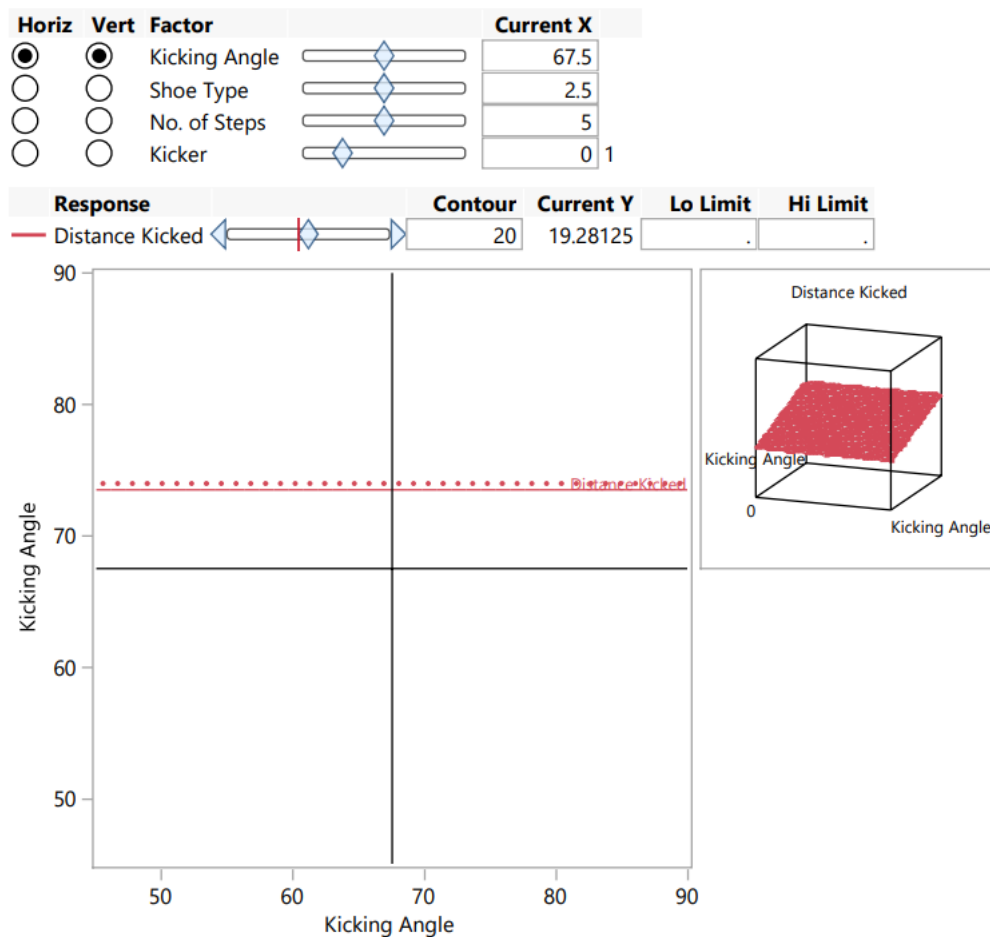 Horiz Vert Factor Current X
Kicking Angle 67.5
Shoe Type 2.5
No. of Steps 5
Kicker 0 1
Response Contour Current Y Lo Limit Hi Limit
Distance Kicked 20 19.28125 . .
90
80
70
60
50
Kicking Angle
Distance Kicked
50 60 70 80 90
Kicking Angle
Distance Kicked
Kicking Angle
0
Kicking Angle